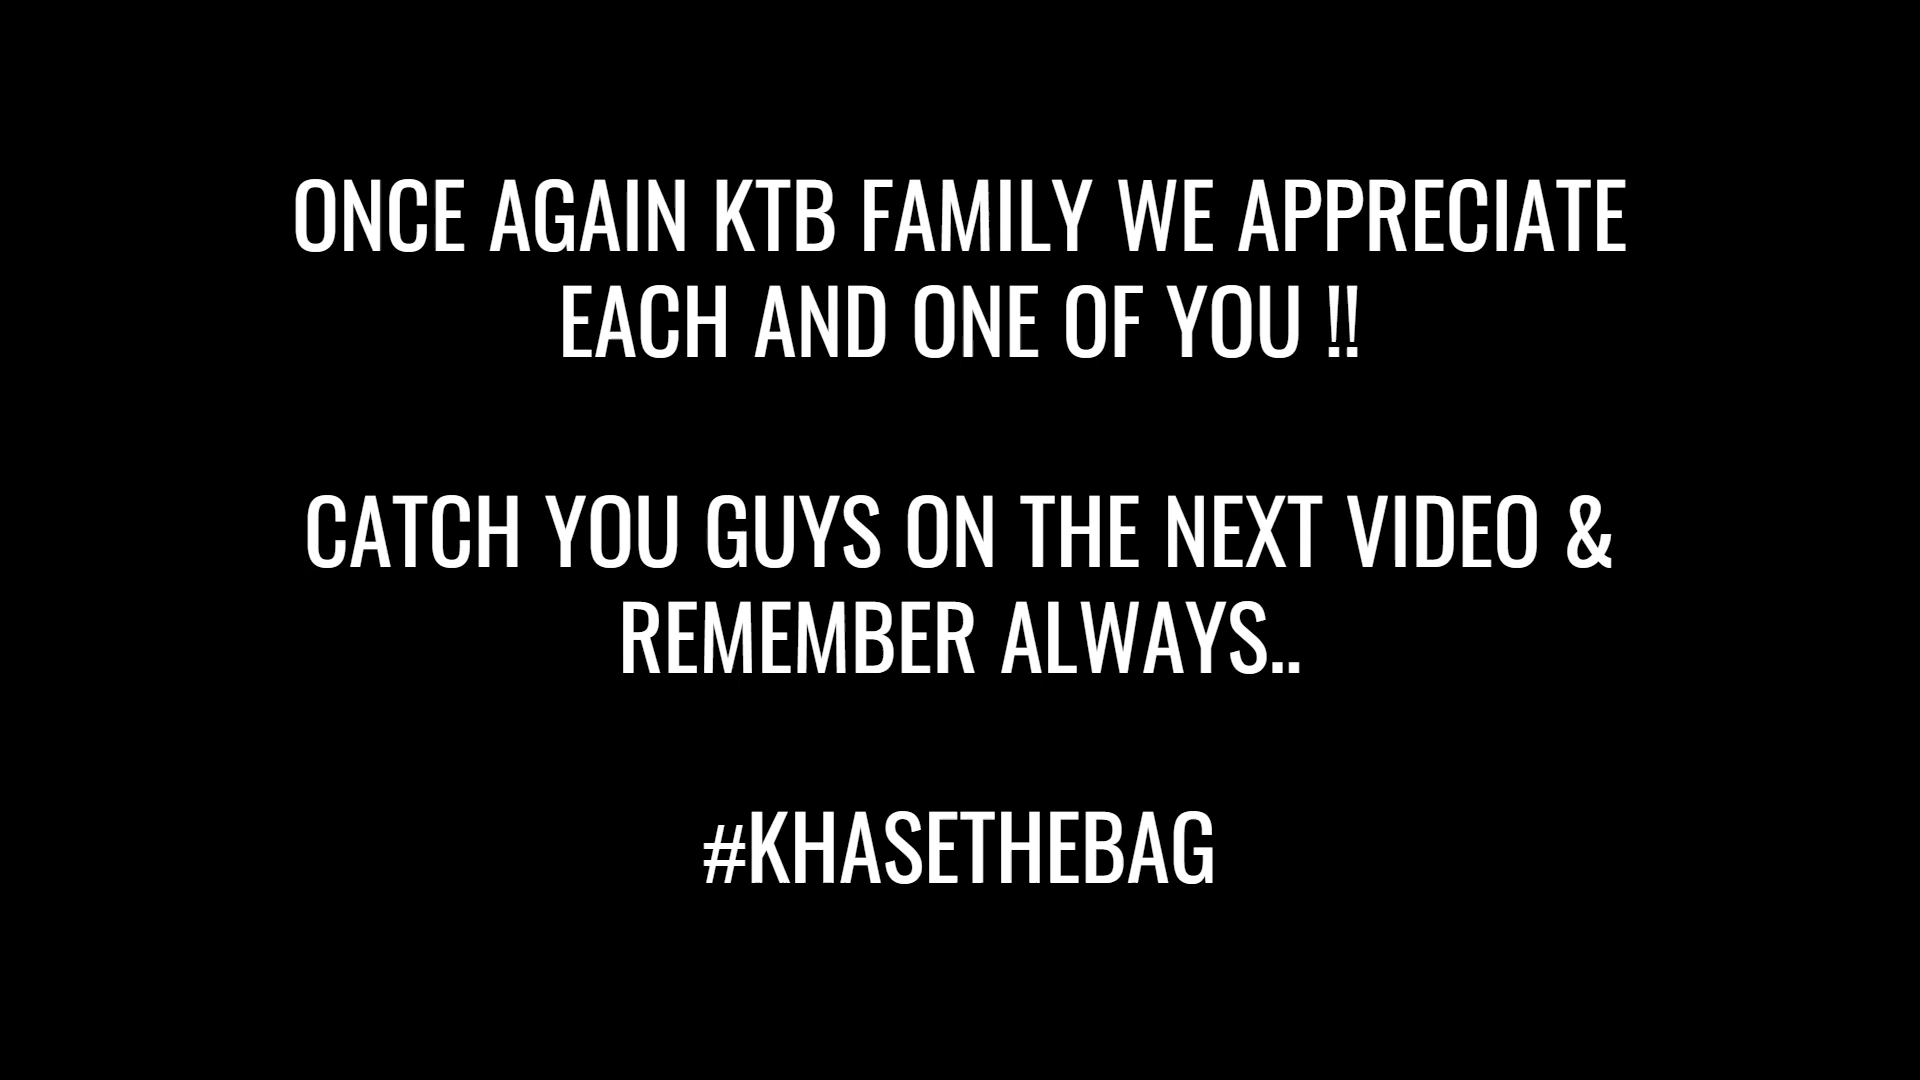 ONCE AGAIN KTB FAMILY WE APPRECIATE
EACH AND ONE OF YOU !!
CATCH YOU GUYS ON THE NEXT VIDEO &
REMEMBER ALWAYS..
#KHASETHEBAG